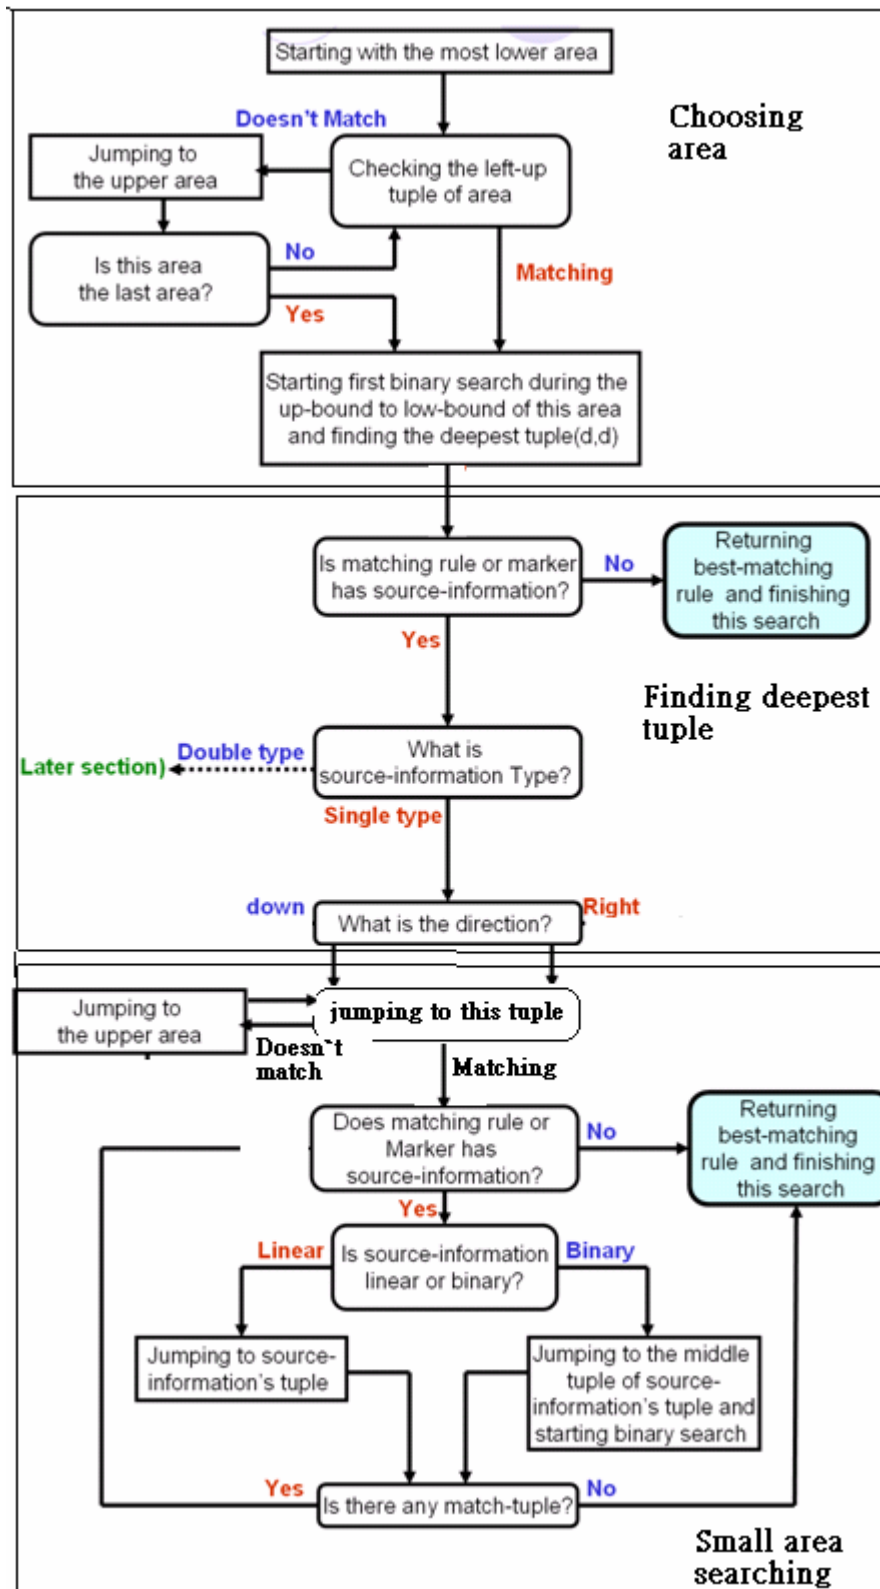 Starting with the most lower area
Doesn't Match
Choosing
area
Jumping to
the upper area
Checking the left-up
tuple of area
Is this area
the last area?
No
Yes
Matching
Starting first binary search during the
up-bound to low-bound of this area
and finding the deepest tuple(d,d)
Is matching rule or marker
has source-information?
No
Returning
best-matching
rule and finishing
this search
Yes
Finding deepest
tuple
Later section)
Double type
What is
source-information Type?
Single type
down
What is the direction?
Right
Jumping to
the upper area
jumping to this tuple
Doesn`t
match
Matching
Does matching rule or
Marker has
source-information?
No
Returning
best-matching
rule and finishing
this search
Yes
Linear
Is source-information
linear or binary?
Binary
Jumping to source-
information's tuple
Jumping to the middle
tuple of source-
information's tuple and
starting binary search
Yes
Is there any match-tuple?
No
Small area
searching